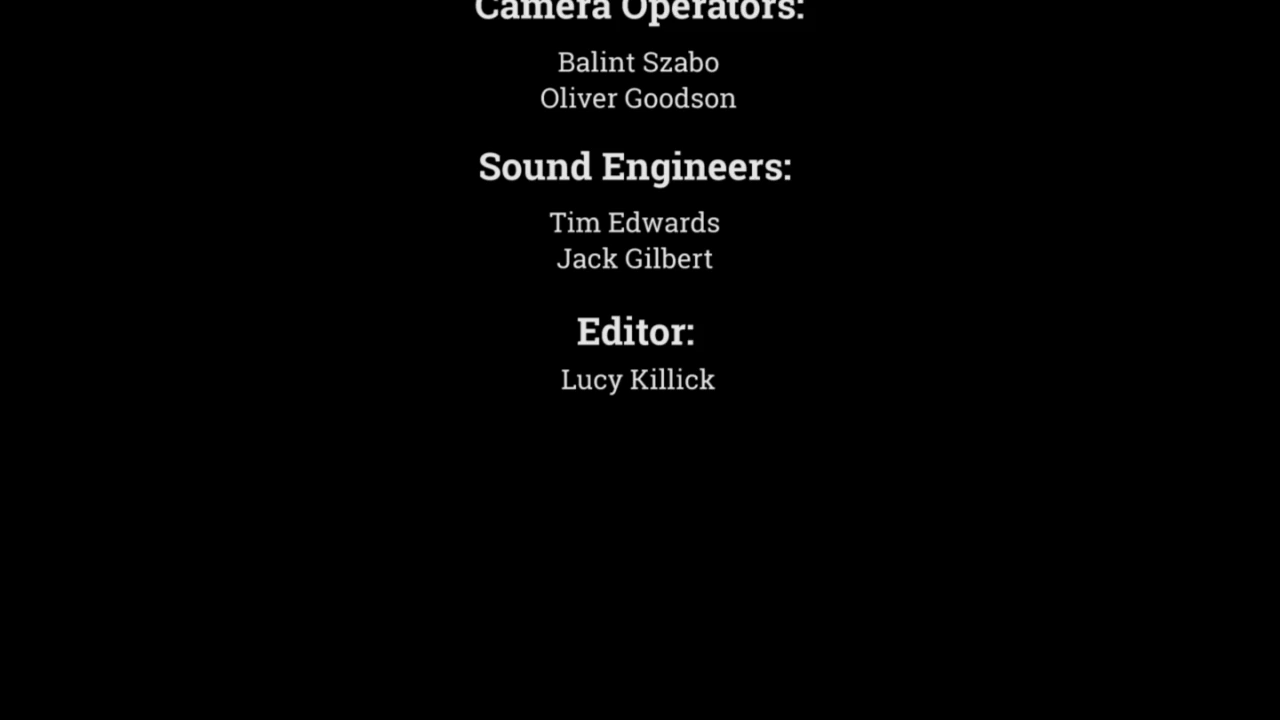 Camera Operators:
Balint Szabo
Oliver Goodson
Sound Engineers:
Tim Edwards
Jack Gilbert
Editor:
Lucy Killick